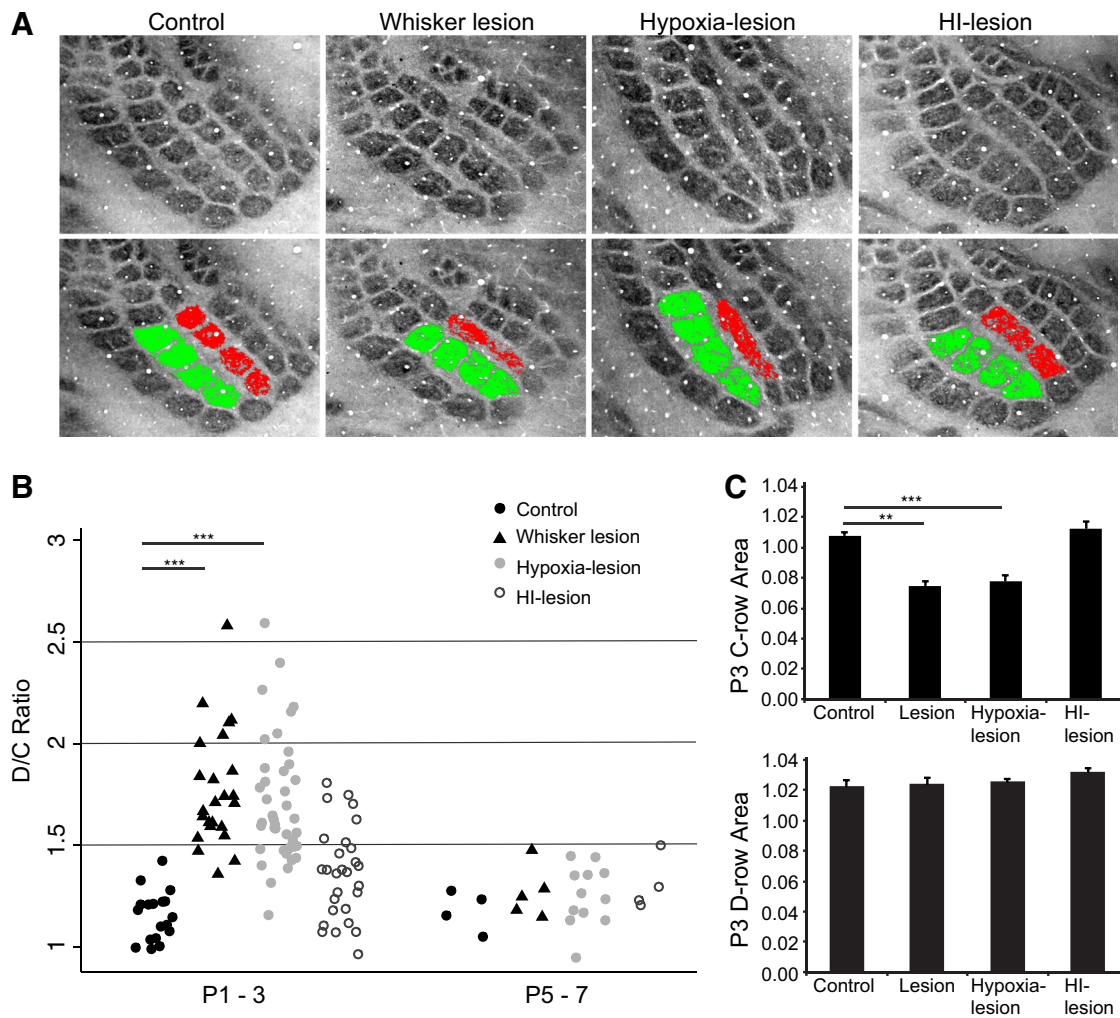 A
Control
Whisker lesion
Hypoxia-lesion
HI-lesion
B
D/C Ratio
3
2.5
2
1.5
1
***
***
Control
Whisker lesion
Hypoxia-lesion
HI-lesion
P1 - 3
P5 - 7
C
P3 C-row Area
1.04
1.02
1.00
0.08
0.06
0.04
0.02
0.00
***
**
Control
Lesion
Hypoxia-
lesion
HI-
lesion
P3 D-row Area
1.04
1.02
1.00
0.08
0.06
0.04
0.02
0.00
Control
Lesion
Hypoxia-
lesion
HI-
lesion